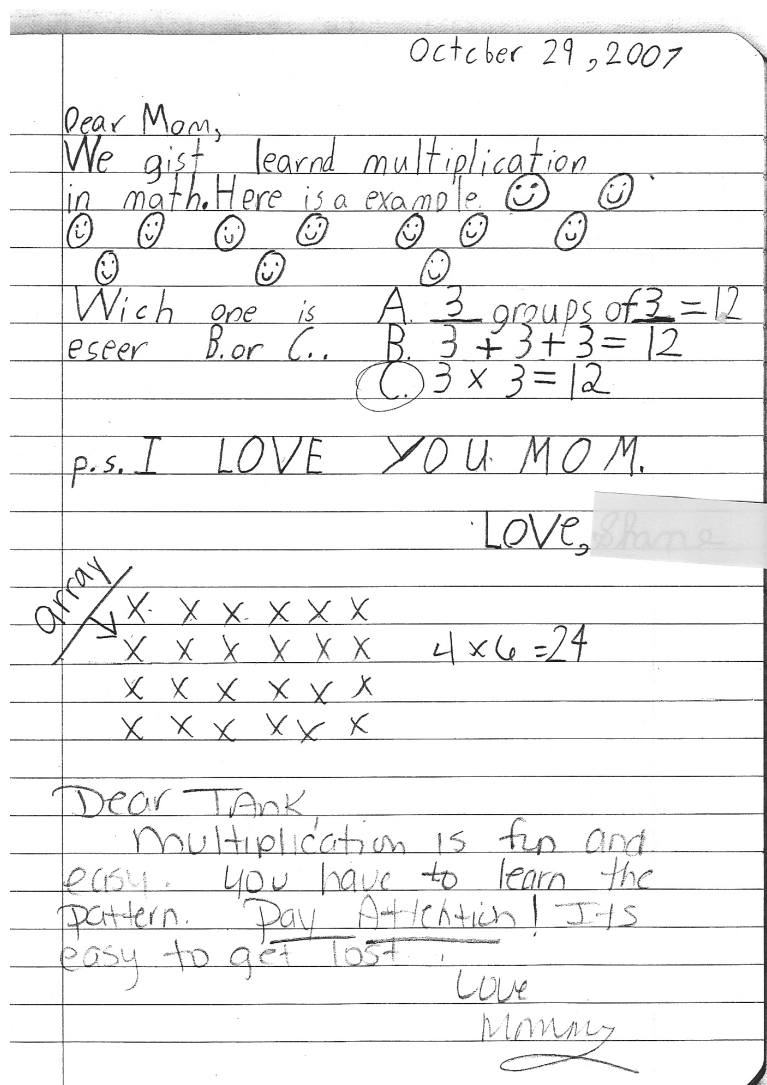 October 29, 2007
Dear Mom,
We gist learnd multiplication
in math. Here is a example.
Wich one is A. 3 groups of 3 = 12
eseer B. or C.. B. 3 + 3 + 3 = 12
C. 3 x 3 = 12
p.s. I LOVE YOU MOM.
LOVE, Shane
array
X X X X X X
X X X X X X 4 x 6 = 24
X X X X X X
X X X X X X
Dear TANK,
Multiplication is fun and
easy. you have to learn the
pattern. Pay Attention! Its
easy to get lost.
Love
Mommy